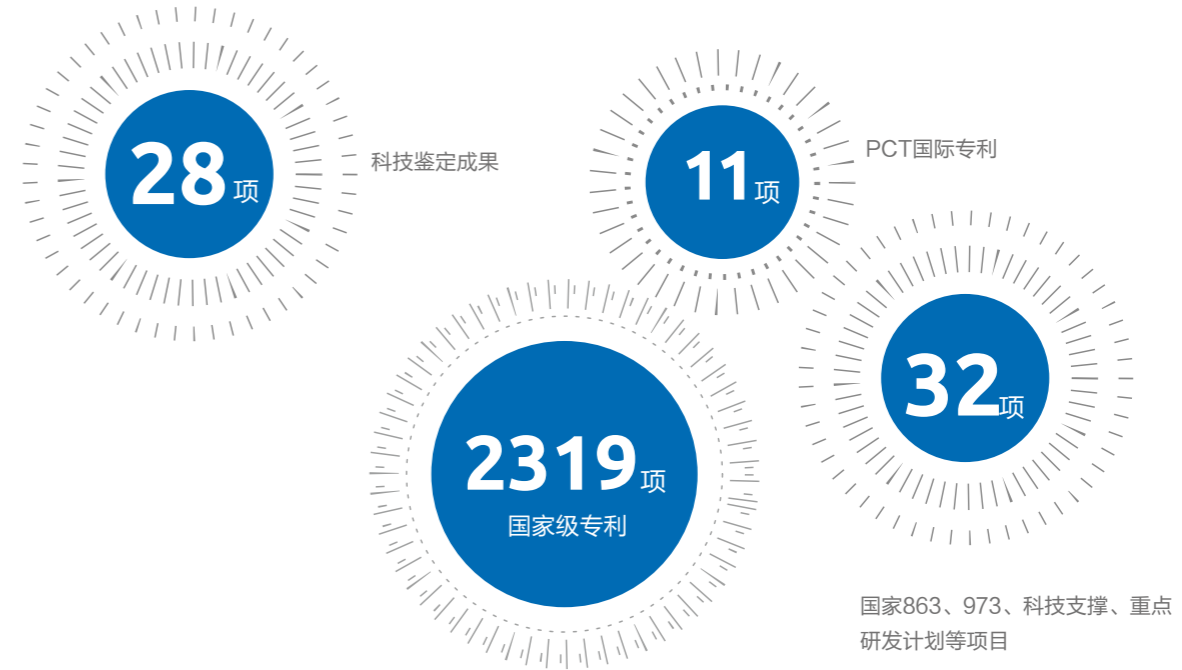 28项
科技鉴定成果
11项
PCT国际专利
32项
国家863、973、科技支撑、重点
研发计划等项目
2319项
国家级专利